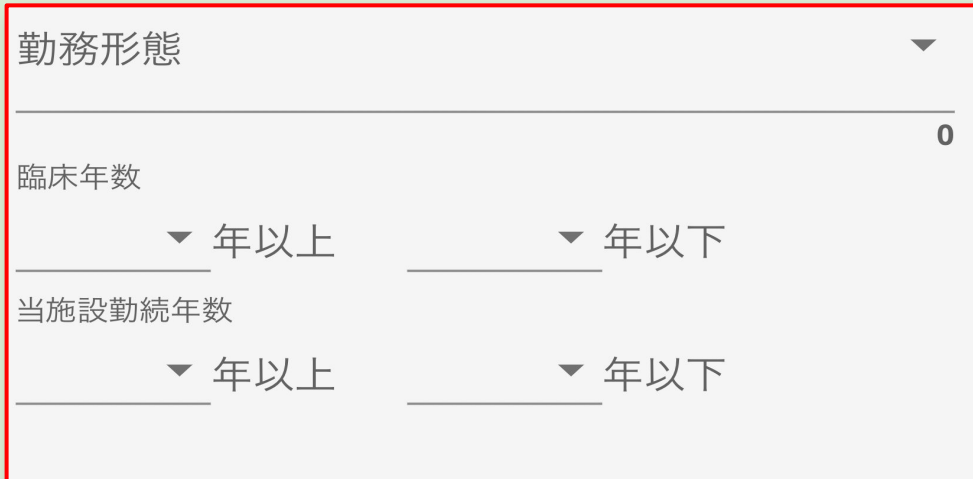 勤務形態
0
臨床年数
年以上 年以下
当施設勤続年数
年以上 年以下